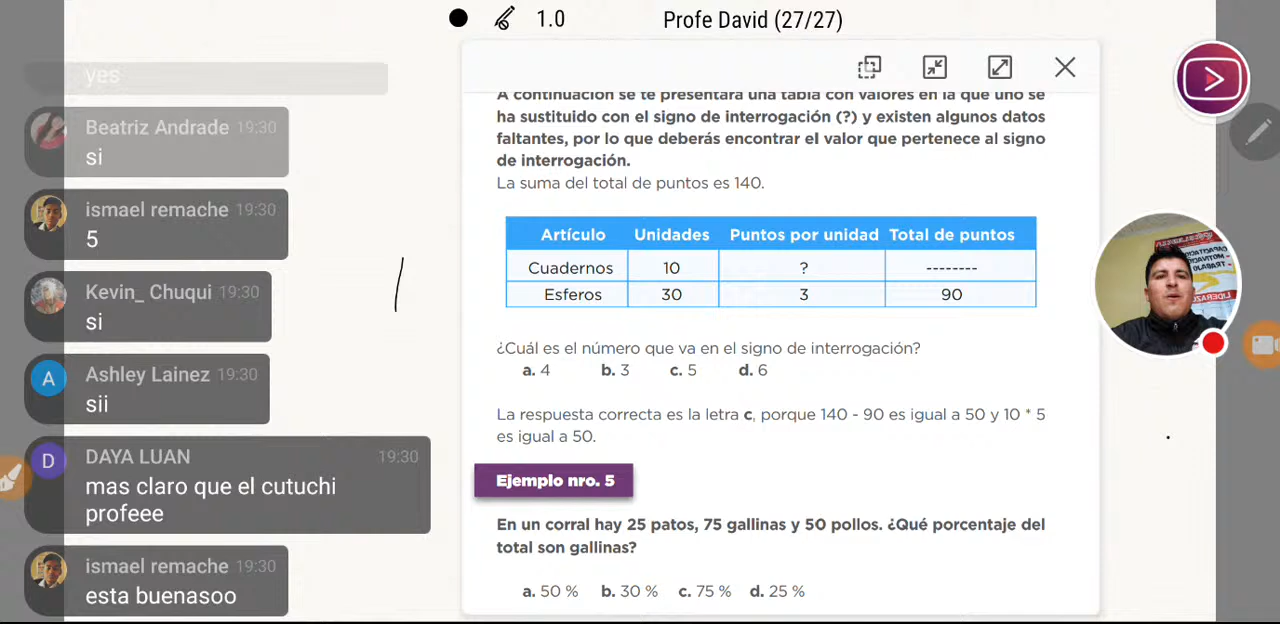 1.0
Profe David (27/27)
yes
Beatriz Andrade 19:30
si
ismael remache 19:30
5
Kevin_ Chuqui 19:30
si
A
Ashley Lainez 19:30
sii
D
DAYA LUAN 19:30
mas claro que el cutuchi
profeee
ismael remache 19:30
esta buenasoo
A continuación se te presentará una tabla con valores en la que uno se
ha sustituido con el signo de interrogación (?) y existen algunos datos
faltantes, por lo que deberás encontrar el valor que pertenece al signo
de interrogación.
La suma del total de puntos es 140.
Artículo Unidades Puntos por unidad Total de puntos
Cuadernos 10 ? --------
Esferos 30 3 90
¿Cuál es el número que va en el signo de interrogación?
a. 4 b. 3 c. 5 d. 6
La respuesta correcta es la letra c, porque 140 - 90 es igual a 50 y 10 * 5
es igual a 50.
Ejemplo nro. 5
En un corral hay 25 patos, 75 gallinas y 50 pollos. ¿Qué porcentaje del
total son gallinas?
a. 50 % b. 30 % c. 75 % d. 25 %